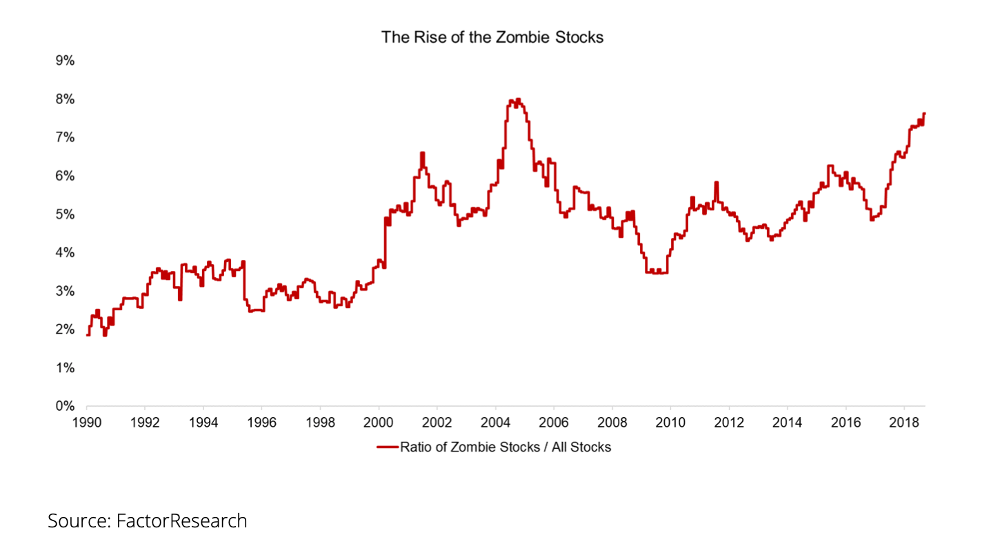 The Rise of the Zombie Stocks
9%
8%
7%
6%
5%
4%
3%
2%
1%
0%
1990 1992 1994 1996 1998 2000 2002 2004 2006 2008 2010 2012 2014 2016 2018
Ratio of Zombie Stocks / All Stocks
Source: FactorResearch